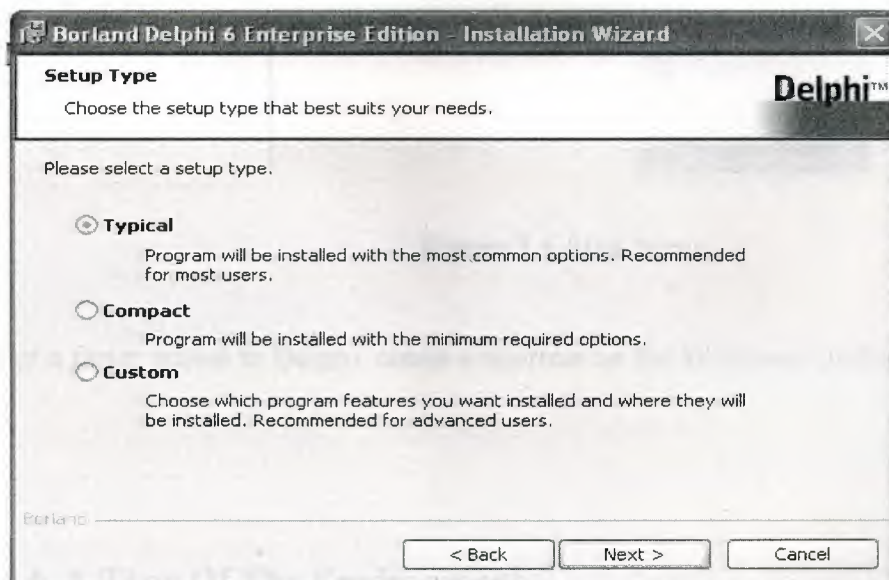 Borland Delphi 6 Enterprise Edition - Installation Wizard
Setup Type
Choose the setup type that best suits your needs.
Delphi™
Please select a setup type.
Typical
Program will be installed with the most common options. Recommended
for most users.
Compact
Program will be installed with the minimum required options.
Custom
Choose which program features you want installed and where they will
be installed. Recommended for advanced users.
Borland
< Back
Next >
Cancel